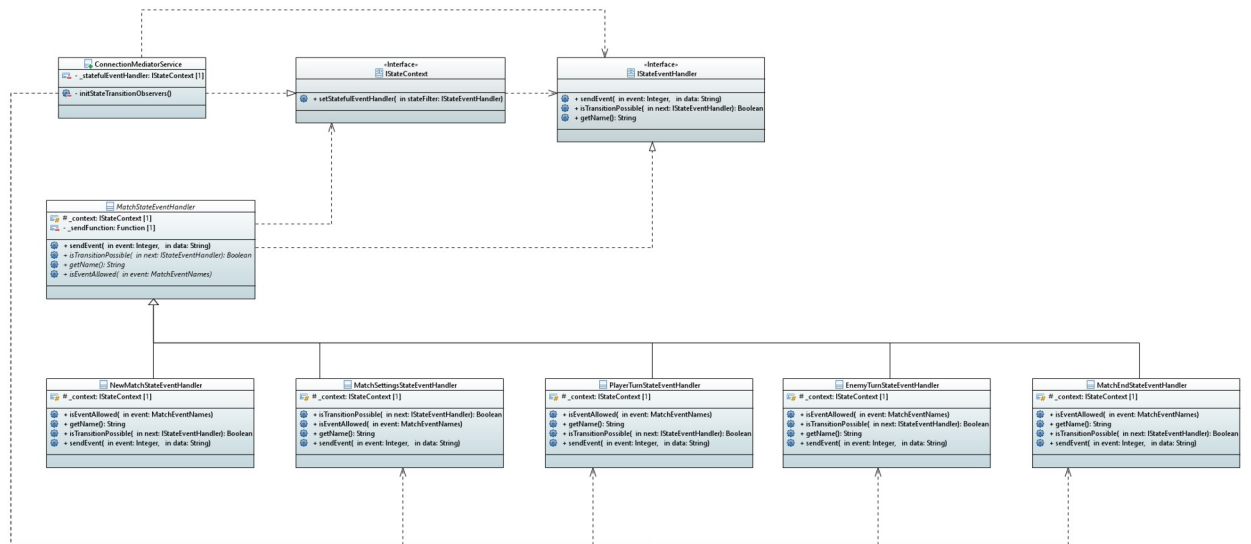 ConnectionMediatorService
- _statefulEventHandler: IStateContext [1]
- initStateTransitionObservers()
«Interface»
IStateContext
+ setStatefulEventHandler( in stateFilter: IStateEventHandler)
«Interface»
IStateEventHandler
+ sendEvent( in event: Integer, in data: String)
+ isTransitionPossible( in next: IStateEventHandler): Boolean
+ getName(): String
MatchStateEventHandler
# _context: IStateContext [1]
- _sendFunction: Function [1]
+ sendEvent( in event: Integer, in data: String)
+ isTransitionPossible( in next: IStateEventHandler): Boolean
+ getName(): String
+ isEventAllowed( in event: MatchEventNames)
NewMatchStateEventHandler
# _context: IStateContext [1]
+ isEventAllowed( in event: MatchEventNames)
+ getName(): String
+ isTransitionPossible( in next: IStateEventHandler): Boolean
+ sendEvent( in event: Integer, in data: String)
MatchSettingsStateEventHandler
# _context: IStateContext [1]
+ isTransitionPossible( in next: IStateEventHandler): Boolean
+ isEventAllowed( in event: MatchEventNames)
+ getName(): String
+ sendEvent( in event: Integer, in data: String)
PlayerTurnStateEventHandler
# _context: IStateContext [1]
+ isEventAllowed( in event: MatchEventNames)
+ getName(): String
+ isTransitionPossible( in next: IStateEventHandler): Boolean
+ sendEvent( in event: Integer, in data: String)
EnemyTurnStateEventHandler
# _context: IStateContext [1]
+ isEventAllowed( in event: MatchEventNames)
+ isTransitionPossible( in next: IStateEventHandler): Boolean
+ getName(): String
+ sendEvent( in event: Integer, in data: String)
MatchEndStateEventHandler
# _context: IStateContext [1]
+ isEventAllowed( in event: MatchEventNames)
+ getName(): String
+ isTransitionPossible( in next: IStateEventHandler): Boolean
+ sendEvent( in event: Integer, in data: String)